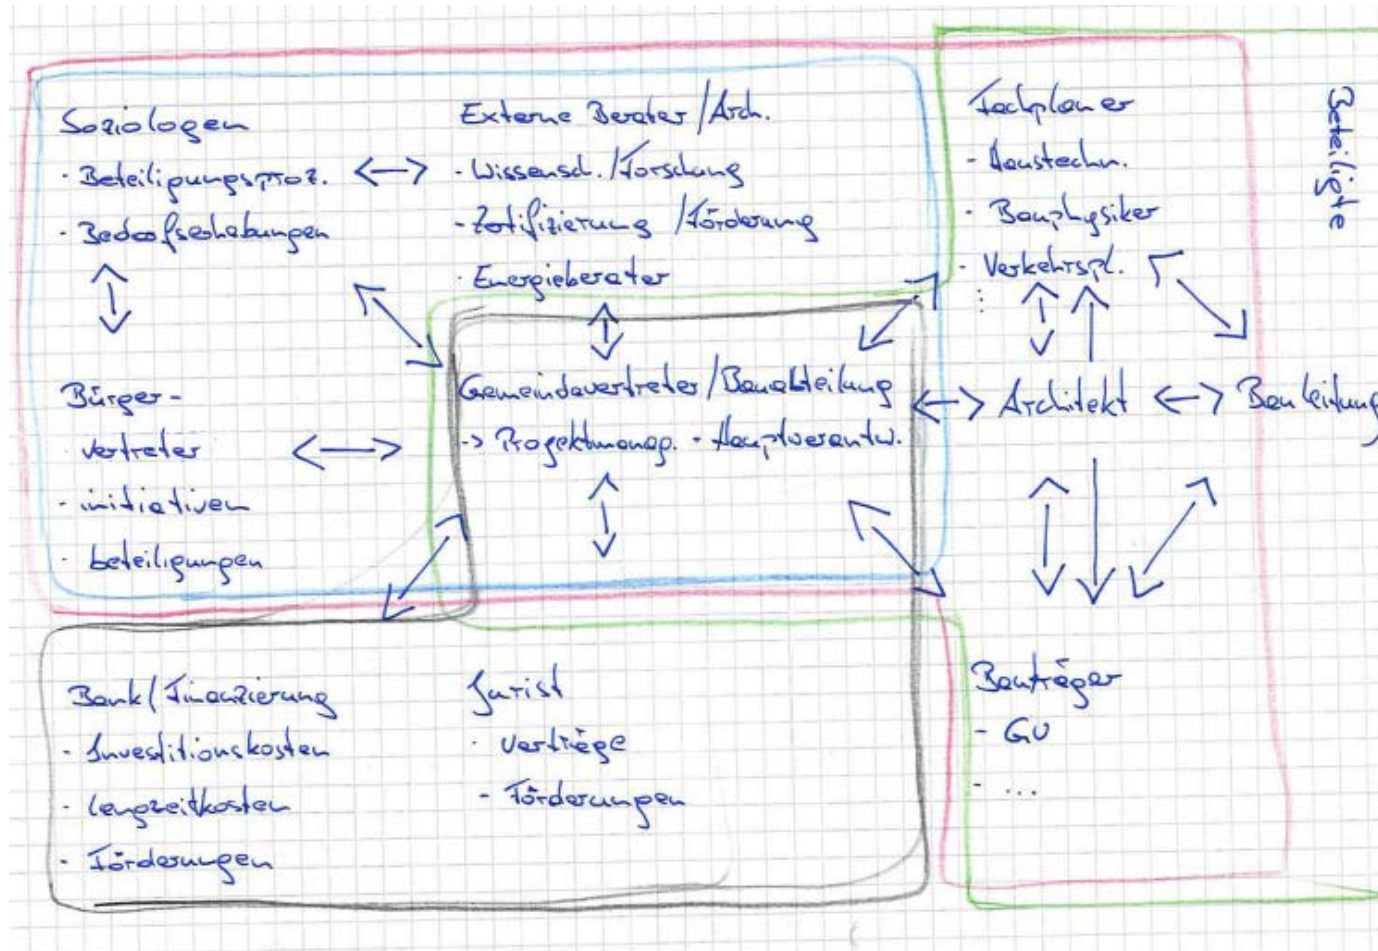 Soziologen
· Beteiligungsproz.
· Bedarfserhebungen
Externe Berater / Arch.
· Wissensch. / Forschung
- Zertifizierung / Förderung
· Energieberater
Fachplaner
- Haustechn.
· Bauphysiker
· Verkehrspl.
⋮
Beteiligte
Bürger-
· vertreter
· initiativen
· beteiligungen
Gemeindevertreter / Bauabteilung
-> Projektmanag. - Hauptverantw.
Architekt
Bauleitung
Bank / Finanzierung
· Investitionskosten
· Langzeitkosten
· Förderungen
Jurist
· Verträge
- Förderungen
Bauträger
- GU
- ...